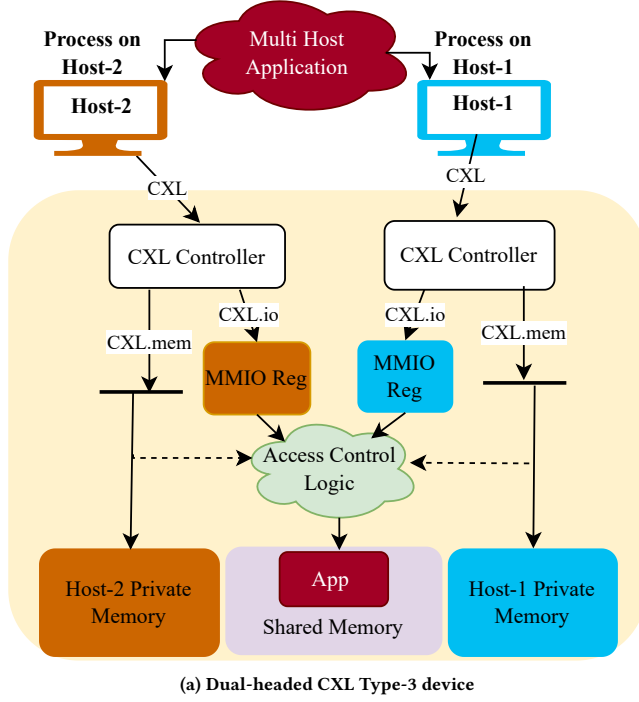 Multi Host
Application
Process on
Host-2
Process on
Host-1
Host-2
Host-1
CXL
CXL
CXL Controller
CXL Controller
CXL.io
CXL.io
CXL.mem
CXL.mem
MMIO Reg
MMIO
Reg
Access Control
Logic
Host-2 Private
Memory
App
Shared Memory
Host-1 Private
Memory
(a) Dual-headed CXL Type-3 device